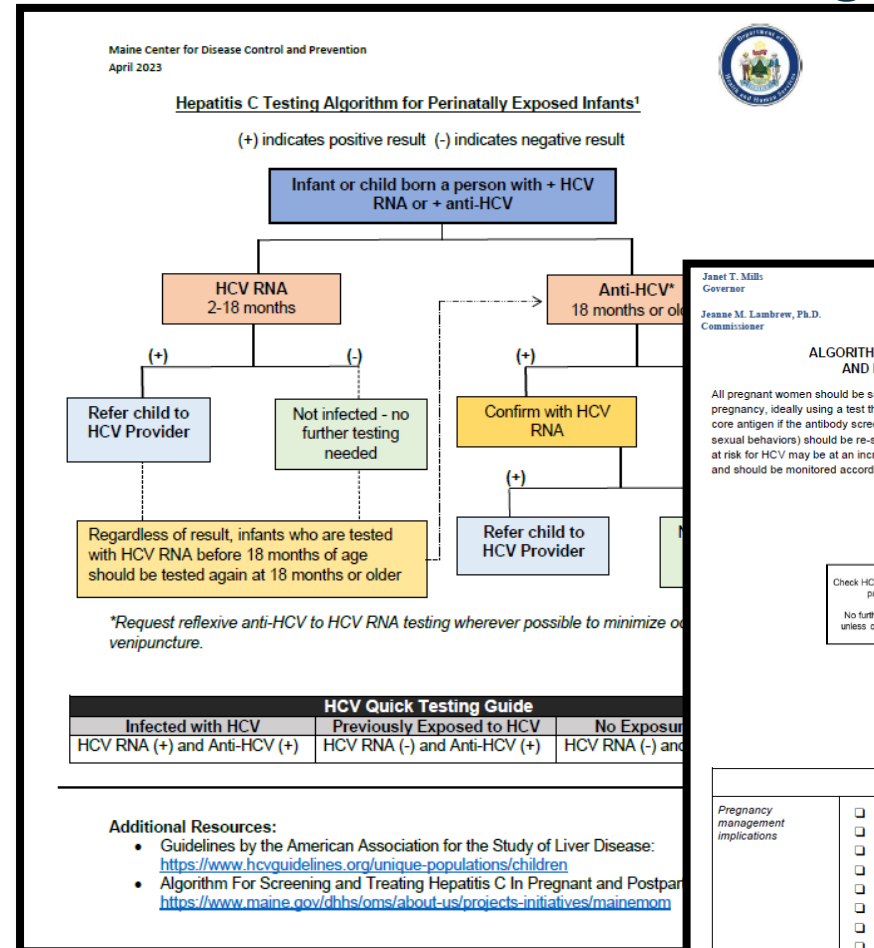 Maine Center for Disease Control and Prevention
April 2023
Hepatitis C Testing Algorithm for Perinatally Exposed Infants¹
(+) indicates positive result (-) indicates negative result
Infant or child born a person with + HCV
RNA or + anti-HCV
HCV RNA
2-18 months
Anti-HCV*
18 months or
(+)
(-)
(+)
Refer child to
HCV Provider
Not infected - no
further testing
needed
Confirm with HCV
RNA
(+)
Regardless of result, infants who are tested
with HCV RNA before 18 months of age
should be tested again at 18 months or older
Refer child to
HCV Provider
*Request reflexive anti-HCV to HCV RNA testing wherever possible to minimize
venipuncture.
HCV Quick Testing Guide
Infected with HCV
Previously Exposed to HCV
No
HCV RNA (+) and Anti-HCV (+)
HCV RNA (-) and Anti-HCV (+)
HCV RNA (-)
Additional Resources:
• Guidelines by the American Association for the Study of Liver Disease:
https://www.hcvguidelines.org/unique-populations/children
• Algorithm For Screening and Treating Hepatitis C In Pregnant and
https://www.maine.gov/dhhs/oms/about-us/projects-initiatives/mainemom
Janet T. Mills
Governor
Jeanne M. Lambrew, Ph.D.
Commissioner
AND
All pregnant women should be
pregnancy, ideally using a test
core antigen if the antibody
sexual behaviors) should be
at risk for HCV may be at an
and should be monitored
Check
No
unless
Pregnancy
management
implications